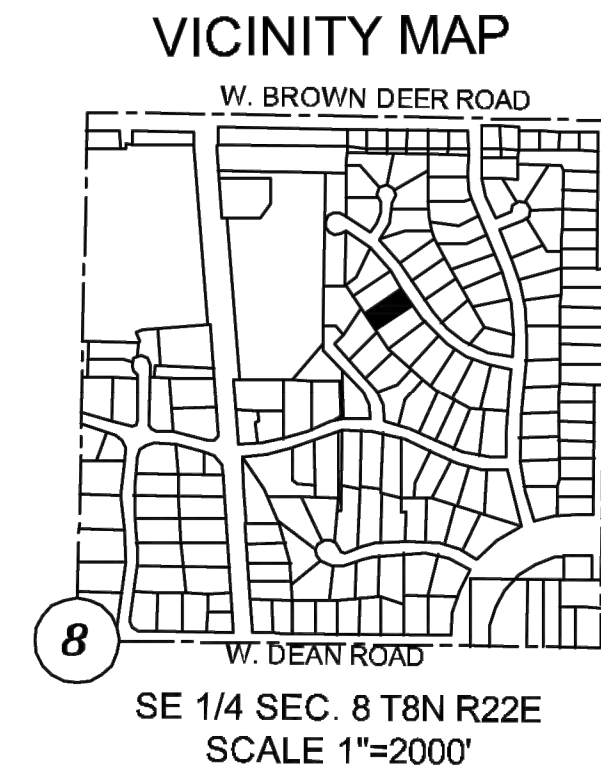 VICINITY MAP
W. BROWN DEER ROAD
8
W. DEAN ROAD
SE 1/4 SEC. 8 T8N R22E
SCALE 1"=2000'